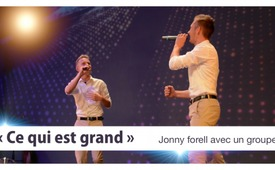 « Ce qui est grand »
Jonny forell avec un groupe